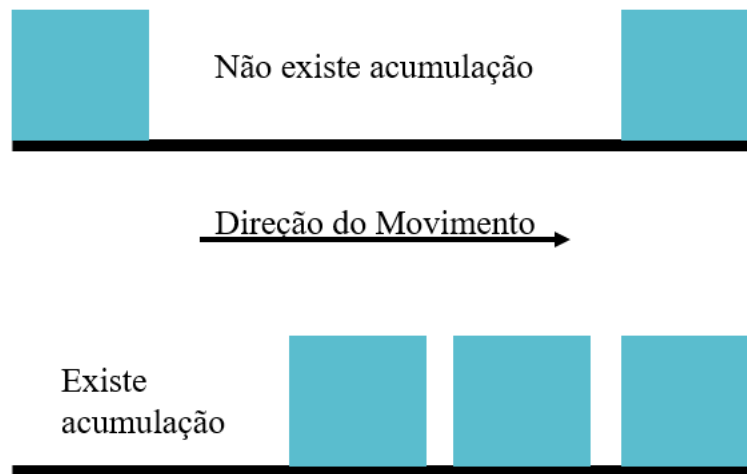 Não existe acumulação
Direção do Movimento
Existe
acumulação